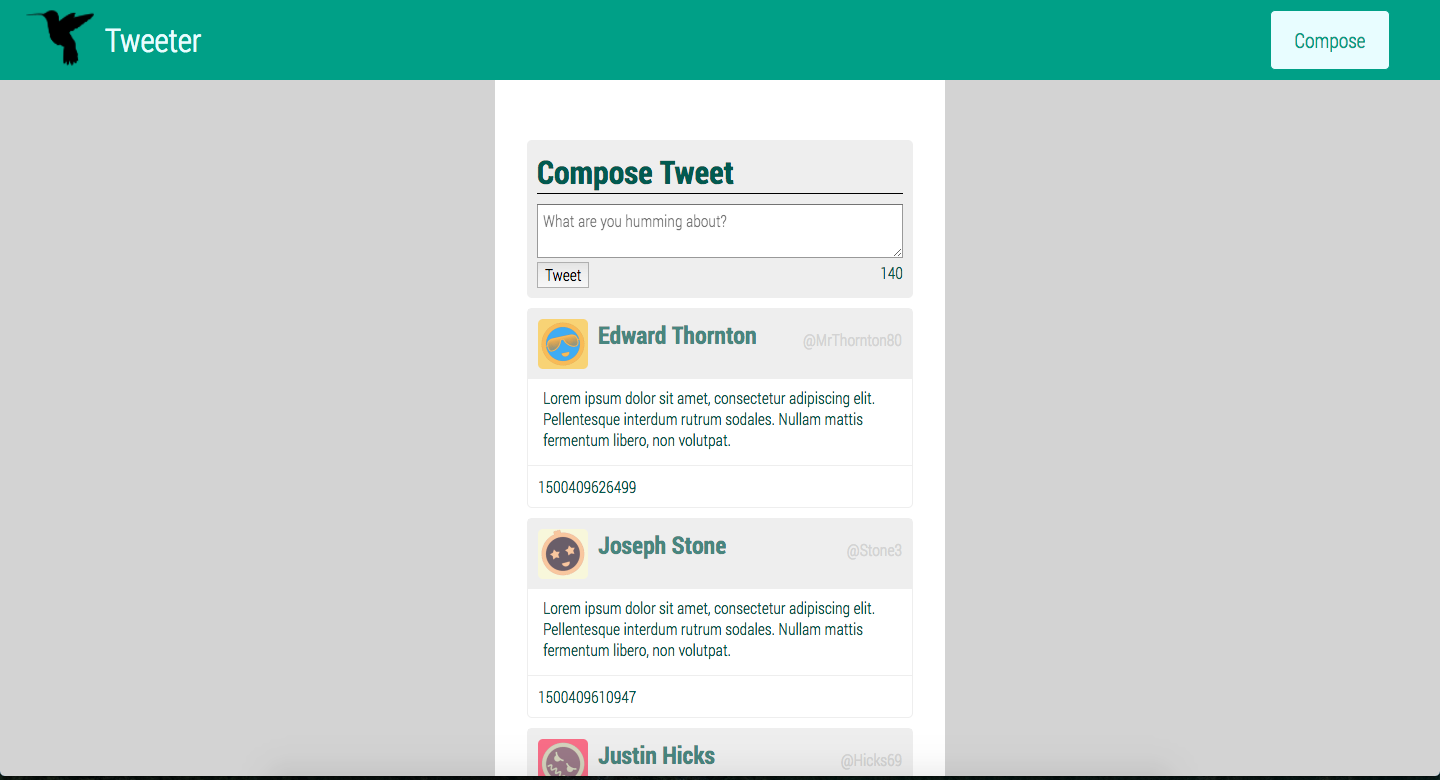 Tweeter
Compose
Compose Tweet
What are you humming about?
Tweet
140
Edward Thornton
@MrThornton80
Lorem ipsum dolor sit amet, consectetur adipiscing elit.
Pellentesque interdum rutrum sodales. Nullam mattis
fermentum libero, non volutpat.
1500409626499
Joseph Stone
@Stone3
Lorem ipsum dolor sit amet, consectetur adipiscing elit.
Pellentesque interdum rutrum sodales. Nullam mattis
fermentum libero, non volutpat.
1500409610947
Justin Hicks
@Hicks69